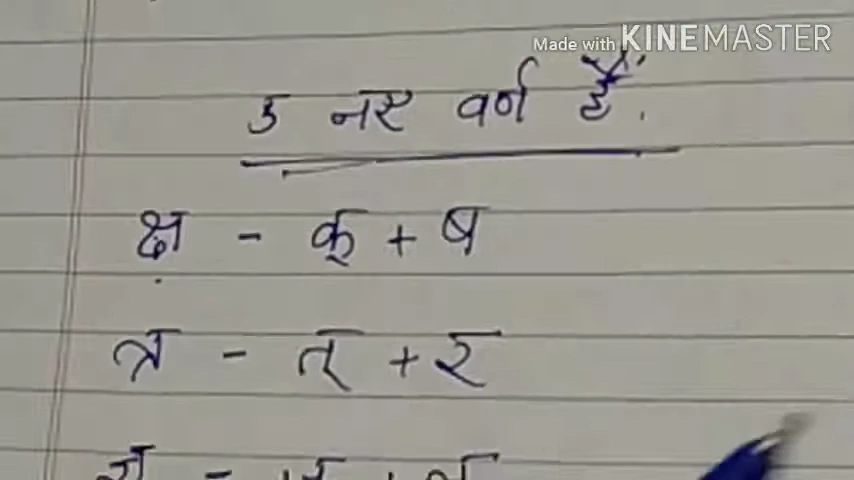 Made with KINEMASTER
3 नए वर्ण हैं.
क्ष - क् + ष
त्र - त् + र